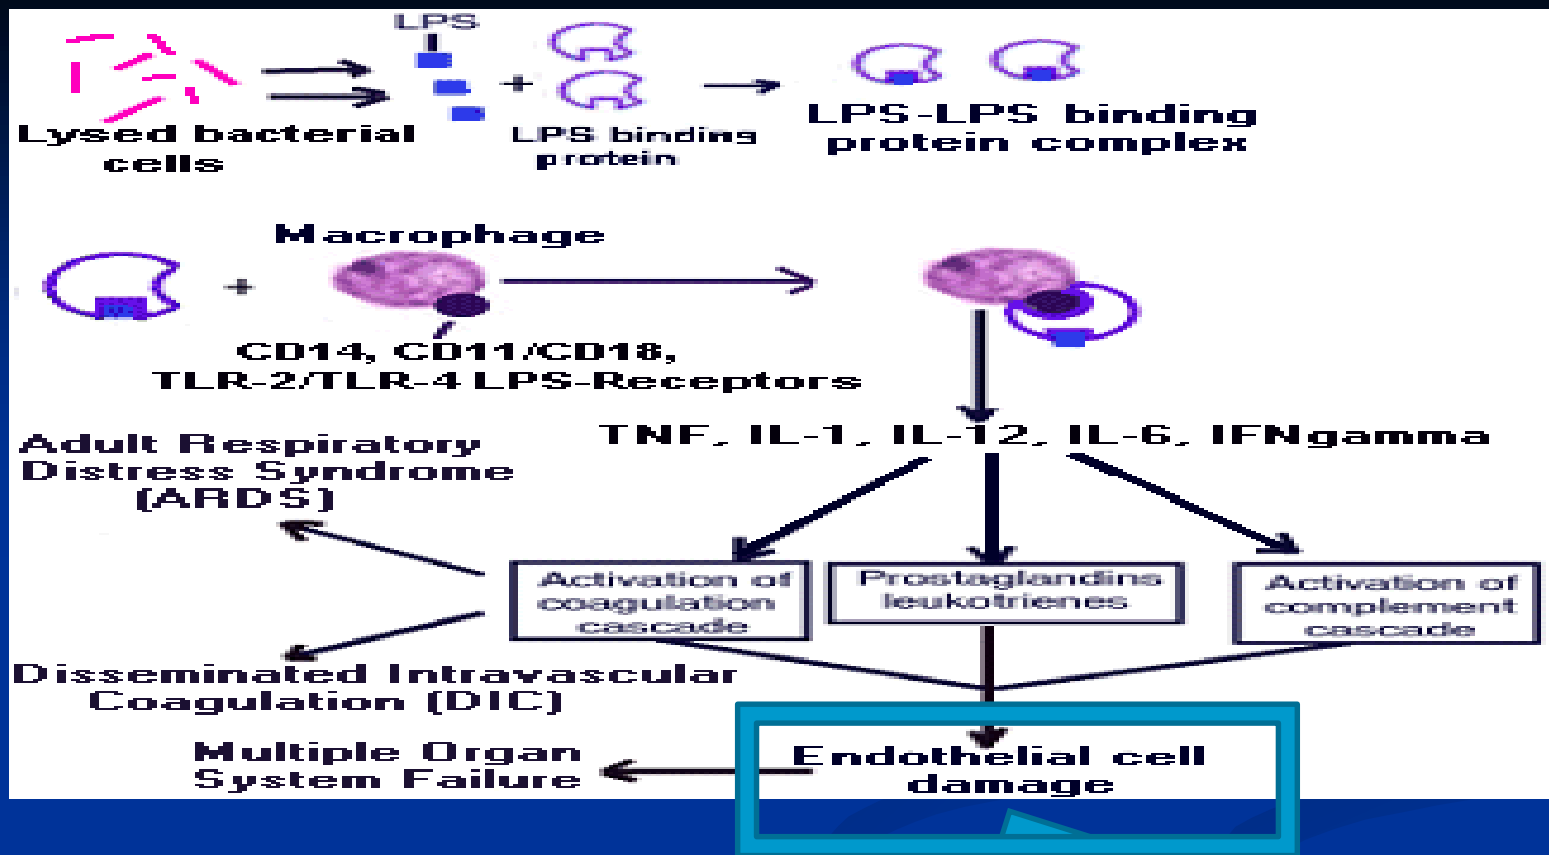 LPS
Lysed bacterial
cells
+
LPS binding
protein
LPS-LPS binding
protein complex
Macrophage
+
CD14, CD11/CD18,
TLR-2/TLR-4 LPS-Receptors
TNF, IL-1, IL-12, IL-6, IFNgamma
Adult Respiratory
Distress Syndrome
(ARDS)
Activation of
coagulation
cascade
Prostaglandins
leukotrienes
Activation of
complement
cascade
Disseminated Intravascular
Coagulation (DIC)
Multiple Organ
System Failure
Endothelial cell
damage